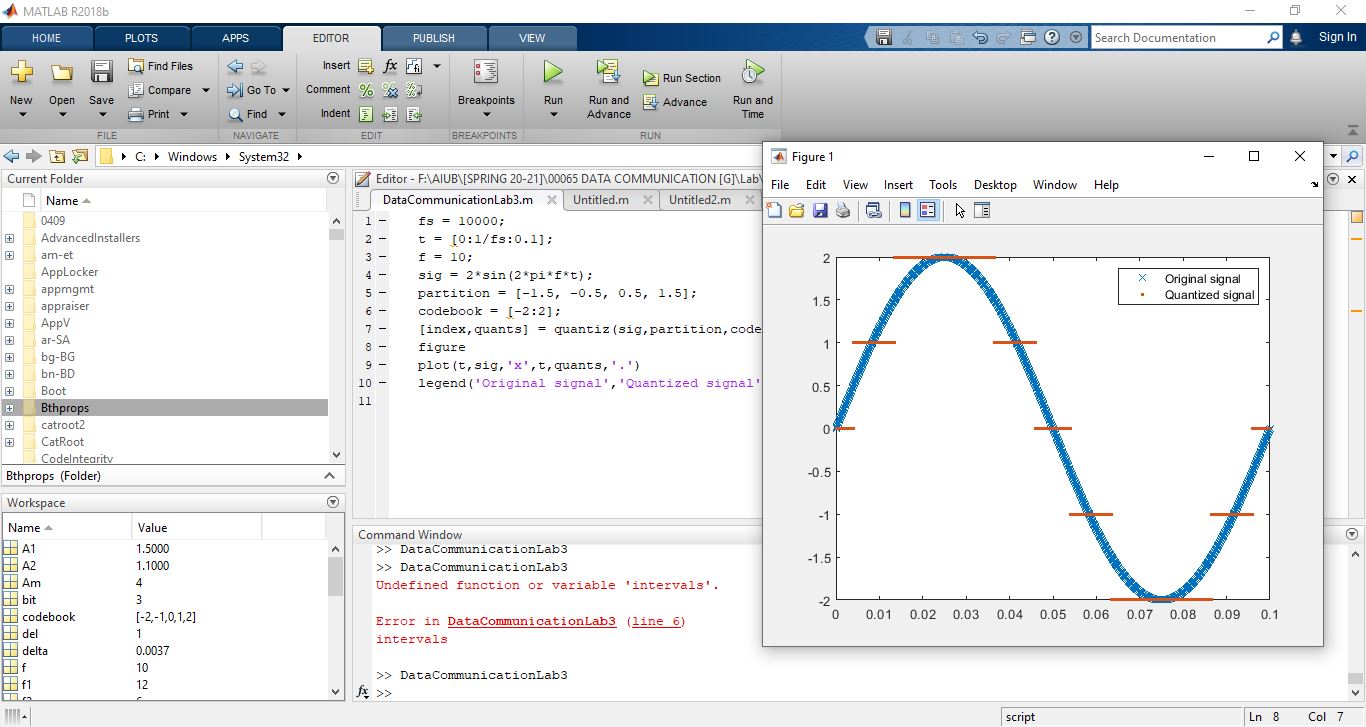 MATLAB R2018b
HOME PLOTS APPS EDITOR PUBLISH VIEW
Search Documentation
Sign In
New
Open
Save
Find Files
Compare
Print
FILE
Go To
Find
NAVIGATE
Insert
Comment
Indent
EDIT
Breakpoints
BREAKPOINTS
Run
Run and
Advance
Run Section
Advance
Run and
Time
RUN
C: Windows System32
Current Folder
Name
0409
AdvancedInstallers
am-et
AppLocker
appmgmt
appraiser
AppV
ar-SA
bg-BG
bn-BD
Boot
Bthprops
catroot2
CatRoot
CodeIntegrity
Bthprops (Folder)
Workspace
Name Value
A1 1.5000
A2 1.1000
Am 4
bit 3
codebook [-2,-1,0,1,2]
del 1
delta 0.0037
f 10
f1 12
Editor - F:\AIUB\[SPRING 20-21]\00065 DATA COMMUNICATION [G]\Lab\
DataCommunicationLab3.m Untitled.m Untitled2.m
1 fs = 10000;
2 t = [0:1/fs:0.1];
3 f = 10;
4 sig = 2*sin(2*pi*f*t);
5 partition = [-1.5, -0.5, 0.5, 1.5];
6 codebook = [-2:2];
7 [index,quants] = quantiz(sig,partition,code
8 figure
9 plot(t,sig,'x',t,quants,'.')
10 legend('Original signal','Quantized signal'
11
Command Window
>> DataCommunicationLab3
>> DataCommunicationLab3
Undefined function or variable 'intervals'.
Error in DataCommunicationLab3 (line 6)
intervals
>> DataCommunicationLab3
fx >>
Figure 1
File Edit View Insert Tools Desktop Window Help
Original signal
Quantized signal
2
1.5
1
0.5
0
-0.5
-1
-1.5
-2
0 0.01 0.02 0.03 0.04 0.05 0.06 0.07 0.08 0.09 0.1
script
Ln 8 Col 7